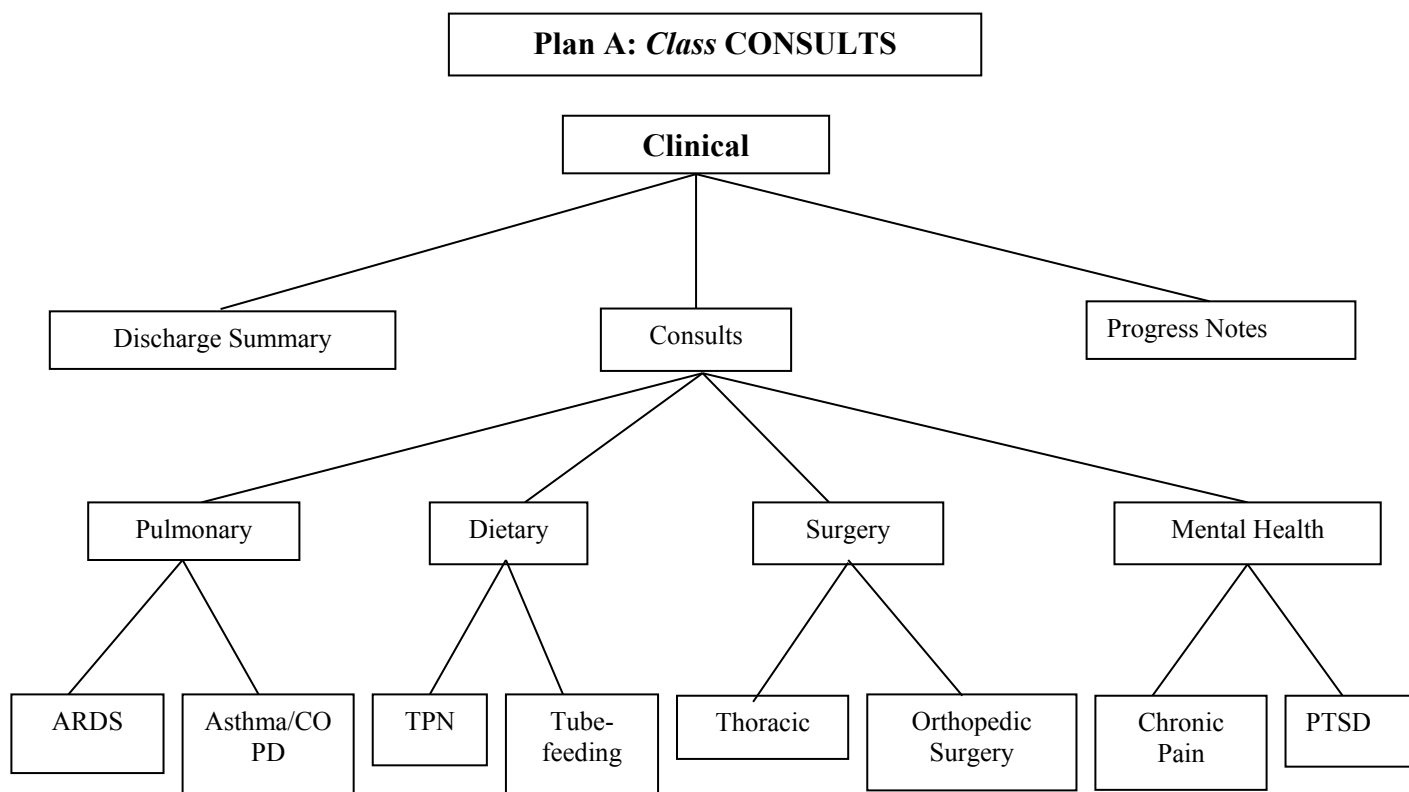 Plan A: Class CONSULTS
Clinical
Discharge Summary
Consults
Progress Notes
Pulmonary
Dietary
Surgery
Mental Health
ARDS
Asthma/CO
PD
TPN
Tube-
feeding
Thoracic
Orthopedic
Surgery
Chronic
Pain
PTSD